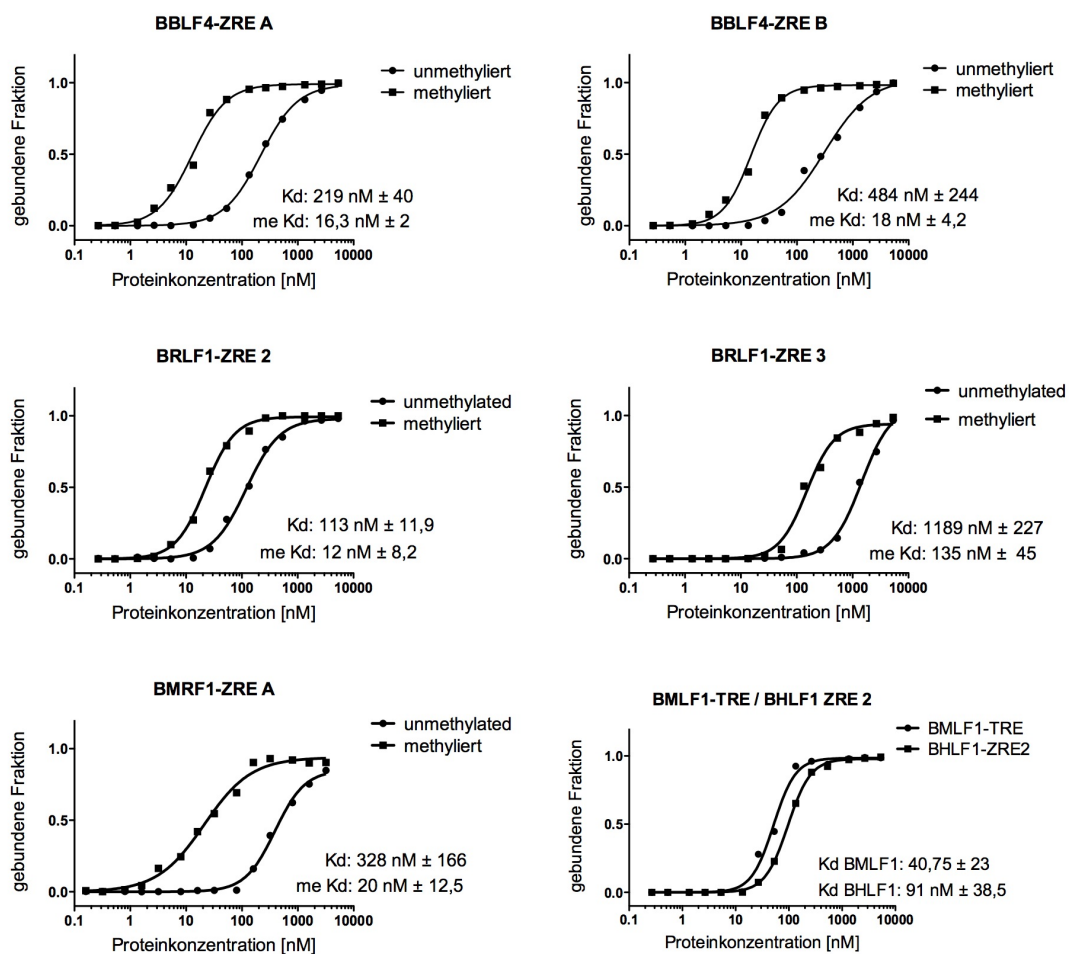 BBLF4-ZRE A
gebundene Fraktion
1.0
0.5
0.0
unmethyliert
methyliert
Kd: 219 nM ± 40
me Kd: 16,3 nM ± 2
0.1 1 10 100 1000 10000
Proteinkonzentration [nM]
BBLF4-ZRE B
gebundene Fraktion
1.0
0.5
0.0
unmethyliert
methyliert
Kd: 484 nM ± 244
me Kd: 18 nM ± 4,2
0.1 1 10 100 1000 10000
Proteinkonzentration [nM]
BRLF1-ZRE 2
gebundene Fraktion
1.0
0.5
0.0
unmethylated
methyliert
Kd: 113 nM ± 11,9
me Kd: 12 nM ± 8,2
0.1 1 10 100 1000 10000
Proteinkonzentration [nM]
BRLF1-ZRE 3
gebundene Fraktion
1.0
0.5
0.0
unmethylated
methyliert
Kd: 1189 nM ± 227
me Kd: 135 nM ± 45
0.1 1 10 100 1000 10000
Proteinkonzentration [nM]
BMRF1-ZRE A
gebundene Fraktion
1.0
0.5
0.0
unmethylated
methyliert
Kd: 328 nM ± 166
me Kd: 20 nM ± 12,5
0.1 1 10 100 1000 10000
Proteinkonzentration [nM]
BMLF1-TRE / BHLF1 ZRE 2
gebundene Fraktion
1.0
0.5
0.0
BMLF1-TRE
BHLF1-ZRE2
Kd BMLF1: 40,75 ± 23
Kd BHLF1: 91 nM ± 38,5
0.1 1 10 100 1000 10000
Proteinkonzentration [nM]